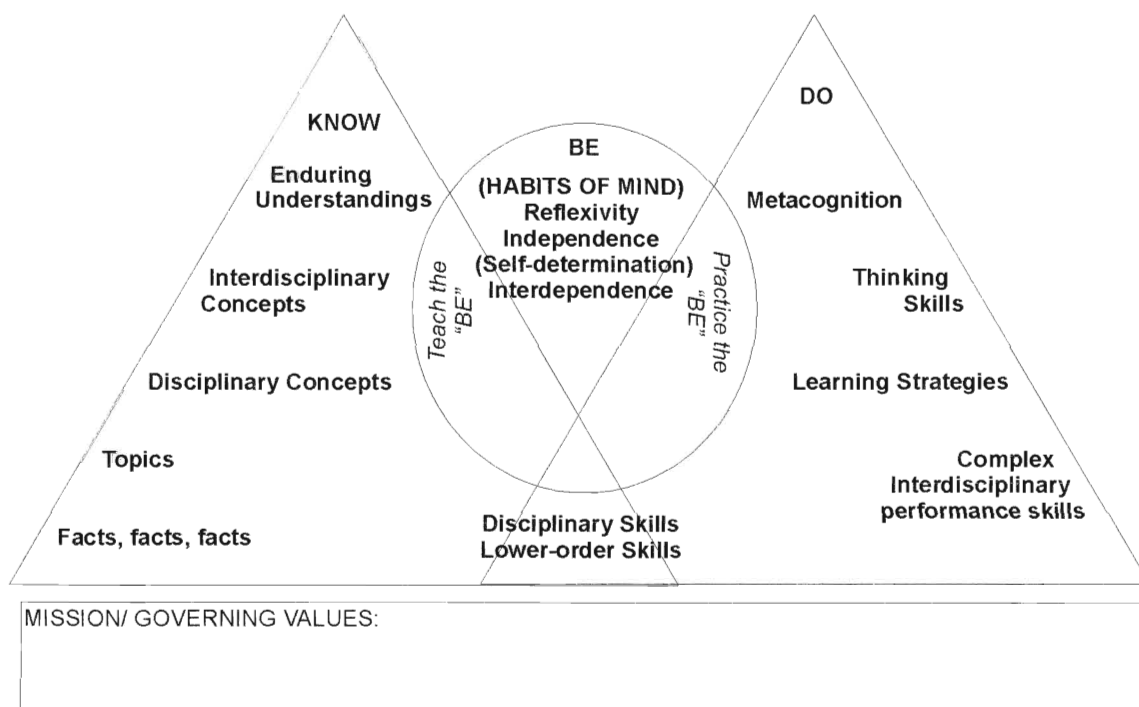 KNOW
Enduring
Understandings
Interdisciplinary
Concepts
Disciplinary Concepts
Topics
Facts, facts, facts
BE
(HABITS OF MIND)
Reflexivity
Independence
(Self-determination)
Interdependence
Teach the
“BE”
Practice the
“BE”
Disciplinary Skills
Lower-order Skills
DO
Metacognition
Thinking
Skills
Learning Strategies
Complex
Interdisciplinary
performance skills
MISSION/ GOVERNING VALUES: